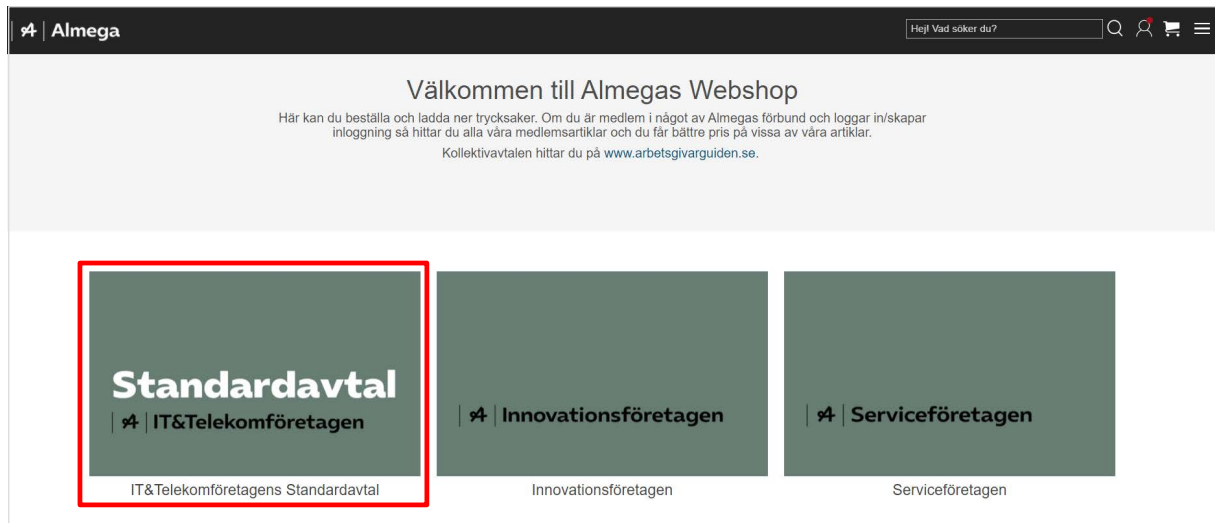 Almega
Hej! Vad söker du?
Välkommen till Almegas Webshop
Här kan du beställa och ladda ner trycksaker. Om du är medlem i något av Almegas förbund och loggar in/skapar
inloggning så hittar du alla våra medlemsartiklar och du får bättre pris på vissa av våra artiklar.
Kollektivavtalen hittar du på www.arbetsgivarguiden.se.
Standardavtal
IT&Telekomföretagen
Innovationsföretagen
Serviceföretagen
IT&Telekomföretagens Standardavtal
Innovationsföretagen
Serviceföretagen